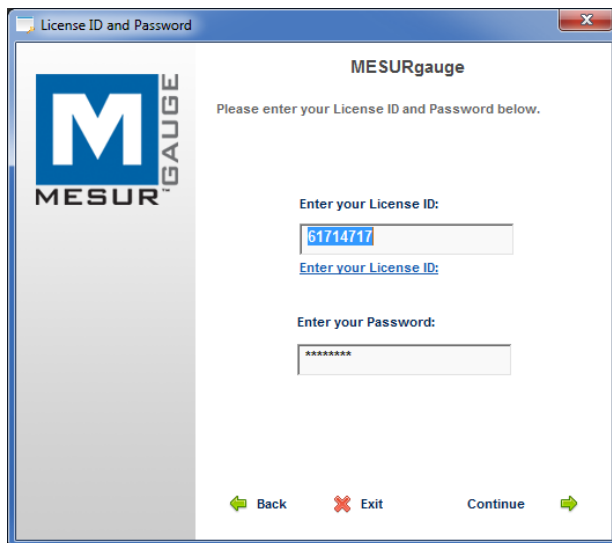 License ID and Password
M
GAUGE
MESUR™
MESURgauge
Please enter your License ID and Password below.
Enter your License ID:
61714717
Enter your License ID:
Enter your Password:
********
Back Exit Continue